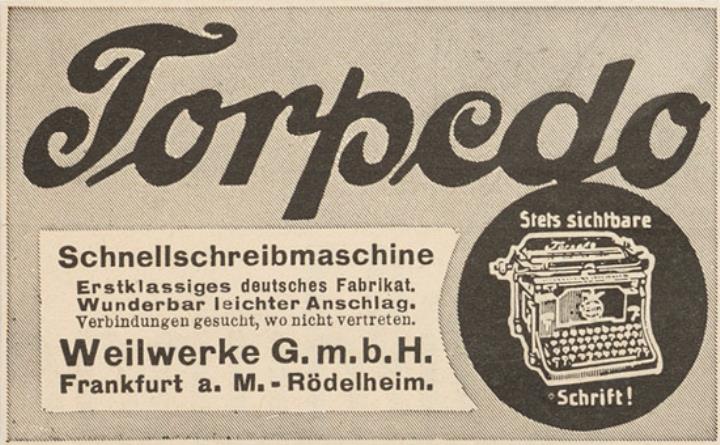 Torpedo
Schnellschreibmaschine
Erstklassiges deutsches Fabrikat.
Wunderbar leichter Anschlag.
Verbindungen gesucht, wo nicht vertreten.
Weilwerke G.m.b.H.
Frankfurt a. M.-Rödelheim.
Stets sichtbare
Torpedo
Schrift!